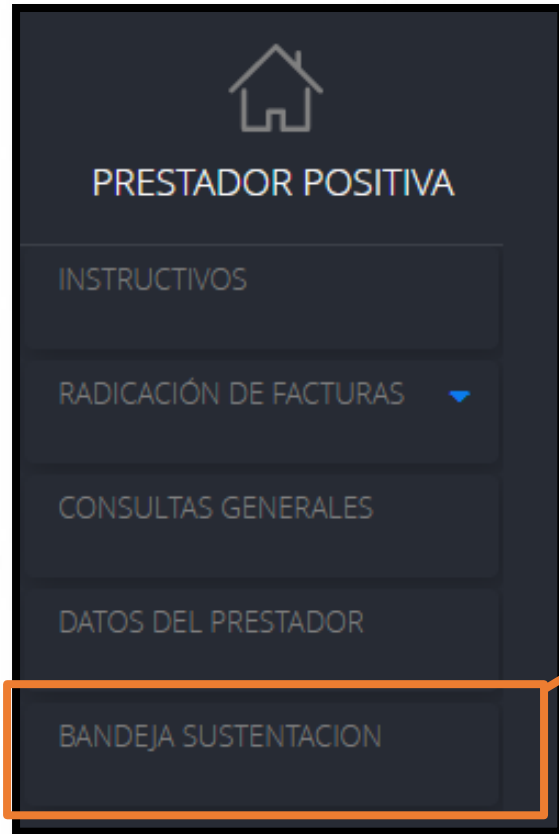 PRESTADOR POSITIVA
INSTRUCTIVOS
RADICACIÓN DE FACTURAS
CONSULTAS GENERALES
DATOS DEL PRESTADOR
BANDEJA SUSTENTACION